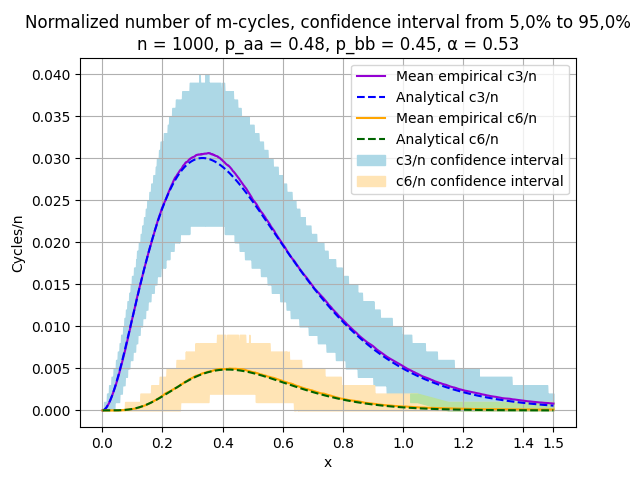 Normalized number of m-cycles, confidence interval from 5,0% to 95,0%
n = 1000, p_aa = 0.48, p_bb = 0.45, α = 0.53
Mean empirical c3/n
Analytical c3/n
Mean empirical c6/n
Analytical c6/n
c3/n confidence interval
c6/n confidence interval
Cycles/n
0.040
0.035
0.030
0.025
0.020
0.015
0.010
0.005
0.000
0.0 0.2 0.4 0.6 0.8 1.0 1.2 1.4 1.5
x